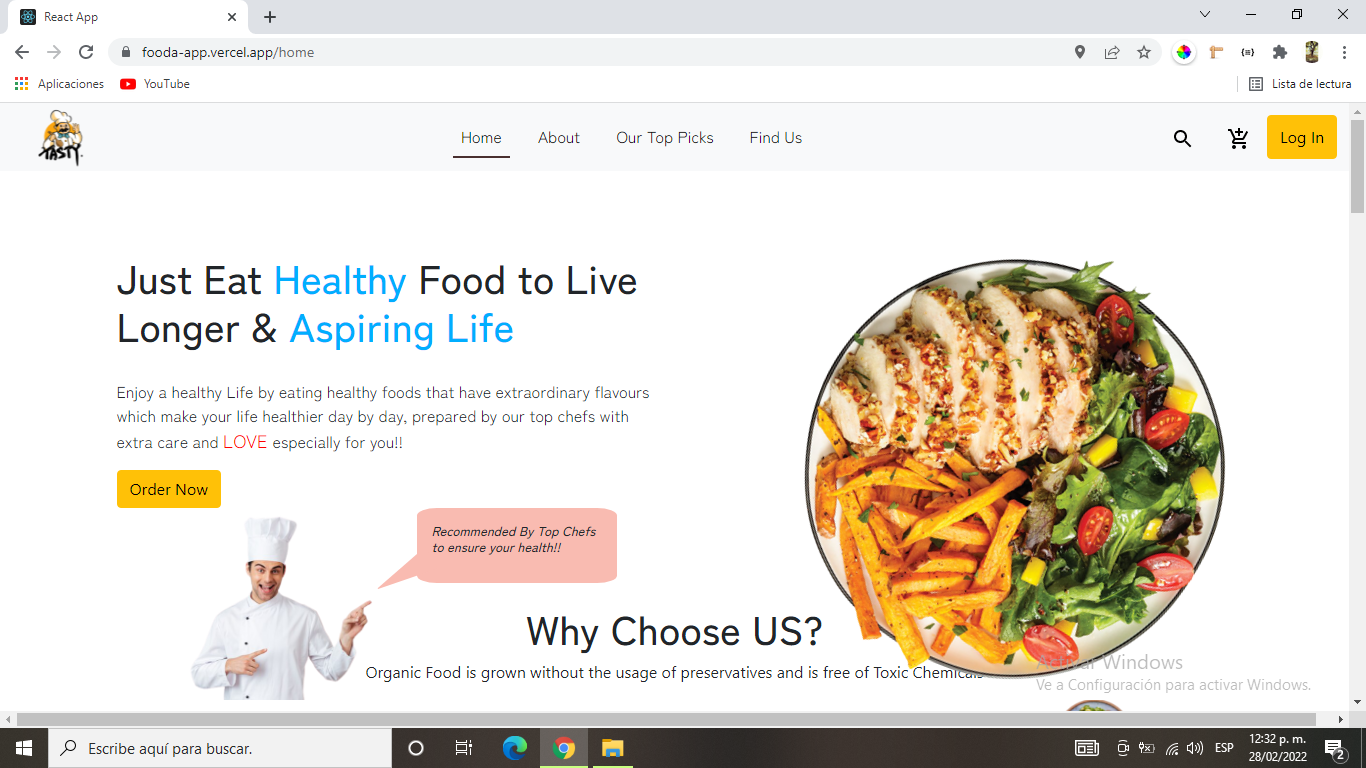 React App
fooda-app.vercel.app/home
Aplicaciones
YouTube
Lista de lectura
TASTY.
Home
About
Our Top Picks
Find Us
Log In
Just Eat Healthy Food to Live
Longer & Aspiring Life
Enjoy a healthy Life by eating healthy foods that have extraordinary flavours
which make your life healthier day by day, prepared by our top chefs with
extra care and LOVE especially for you!!
Order Now
Recommended By Top Chefs
to ensure your health!!
Why Choose US?
Organic Food is grown without the usage of preservatives and is free of Toxic Chemicals
Activar Windows
Ve a Configuración para activar Windows.
Escribe aquí para buscar.
ESP
12:32 p. m.
28/02/2022
2